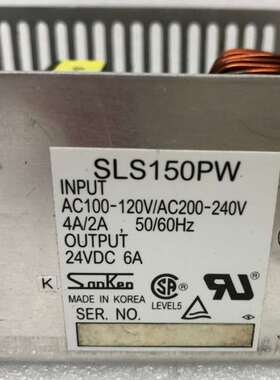 SLS150PW
INPUT
AC100-120V/AC200-240V
4A/2A , 50/60Hz
OUTPUT
24VDC 6A
K SanKen
MADE IN KOREA
SER. NO.
SA
LEVEL5